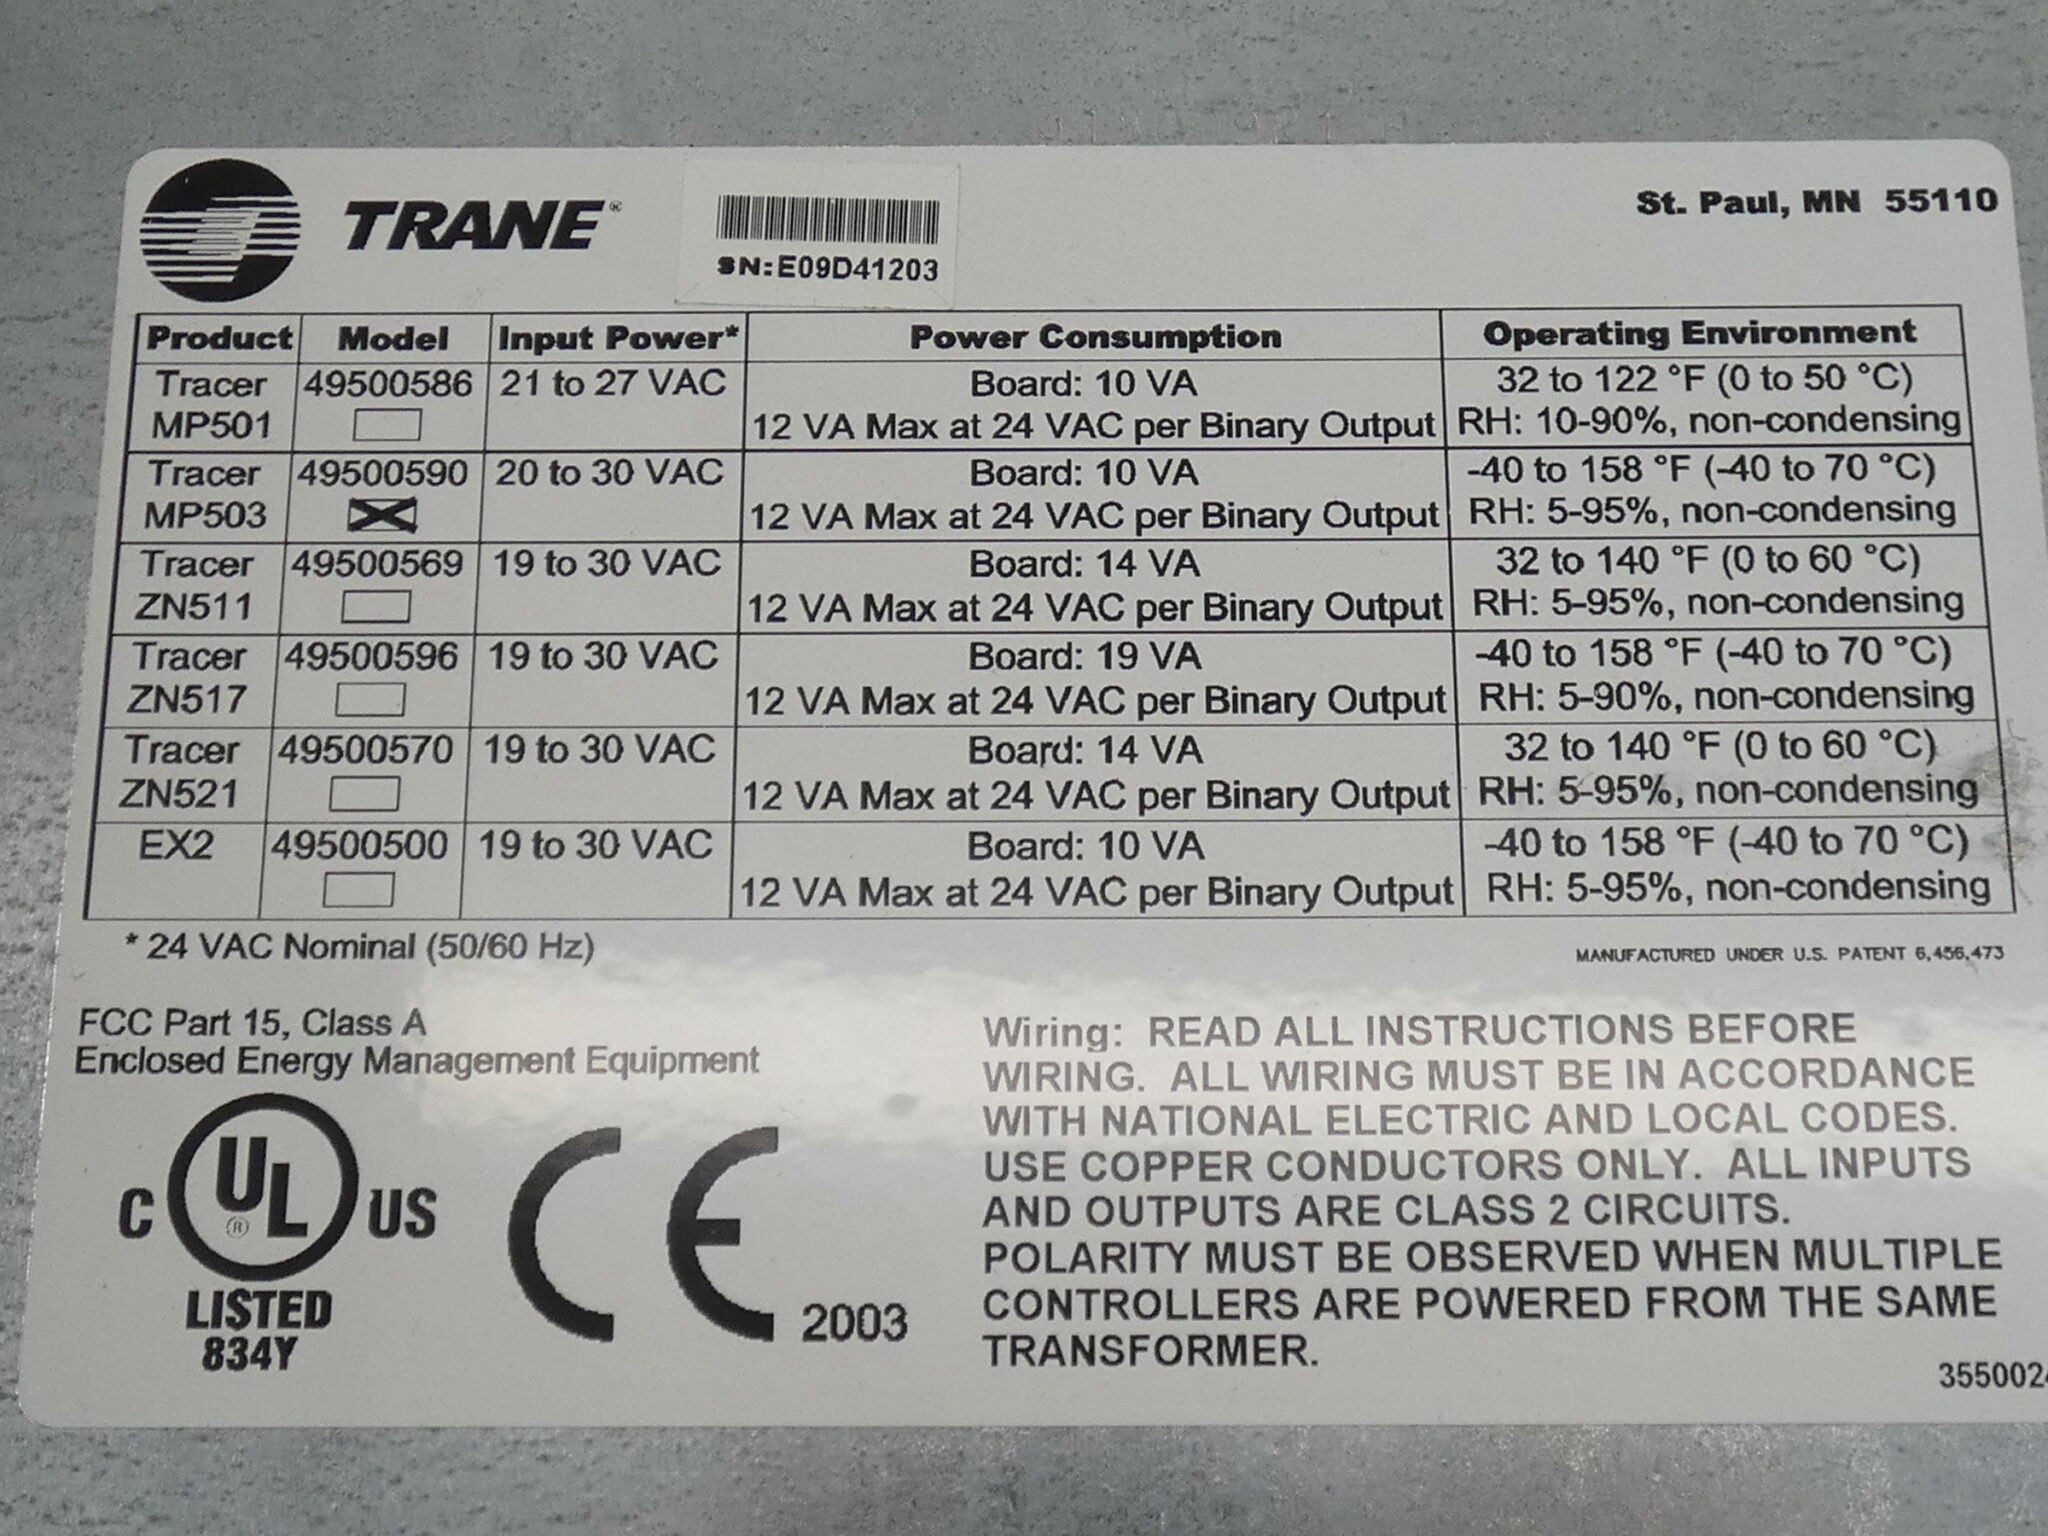 TRANE®
SN:E09D41203
St. Paul, MN 55110
Product Model Input Power* Power Consumption Operating Environment
Tracer 49500586 21 to 27 VAC Board: 10 VA 32 to 122 °F (0 to 50 °C)
MP501 12 VA Max at 24 VAC per Binary Output RH: 10-90%, non-condensing
Tracer 49500590 20 to 30 VAC Board: 10 VA -40 to 158 °F (-40 to 70 °C)
MP503 12 VA Max at 24 VAC per Binary Output RH: 5-95%, non-condensing
Tracer 49500569 19 to 30 VAC Board: 14 VA 32 to 140 °F (0 to 60 °C)
ZN511 12 VA Max at 24 VAC per Binary Output RH: 5-95%, non-condensing
Tracer 49500596 19 to 30 VAC Board: 19 VA -40 to 158 °F (-40 to 70 °C)
ZN517 12 VA Max at 24 VAC per Binary Output RH: 5-90%, non-condensing
Tracer 49500570 19 to 30 VAC Board: 14 VA 32 to 140 °F (0 to 60 °C)
ZN521 12 VA Max at 24 VAC per Binary Output RH: 5-95%, non-condensing
EX2 49500500 19 to 30 VAC Board: 10 VA -40 to 158 °F (-40 to 70 °C)
12 VA Max at 24 VAC per Binary Output RH: 5-95%, non-condensing
* 24 VAC Nominal (50/60 Hz)
MANUFACTURED UNDER U.S. PATENT 6,456,473
FCC Part 15, Class A
Enclosed Energy Management Equipment
C UL® US
LISTED
834Y
CE 2003
Wiring: READ ALL INSTRUCTIONS BEFORE
WIRING. ALL WIRING MUST BE IN ACCORDANCE
WITH NATIONAL ELECTRIC AND LOCAL CODES.
USE COPPER CONDUCTORS ONLY. ALL INPUTS
AND OUTPUTS ARE CLASS 2 CIRCUITS.
POLARITY MUST BE OBSERVED WHEN MULTIPLE
CONTROLLERS ARE POWERED FROM THE SAME
TRANSFORMER.